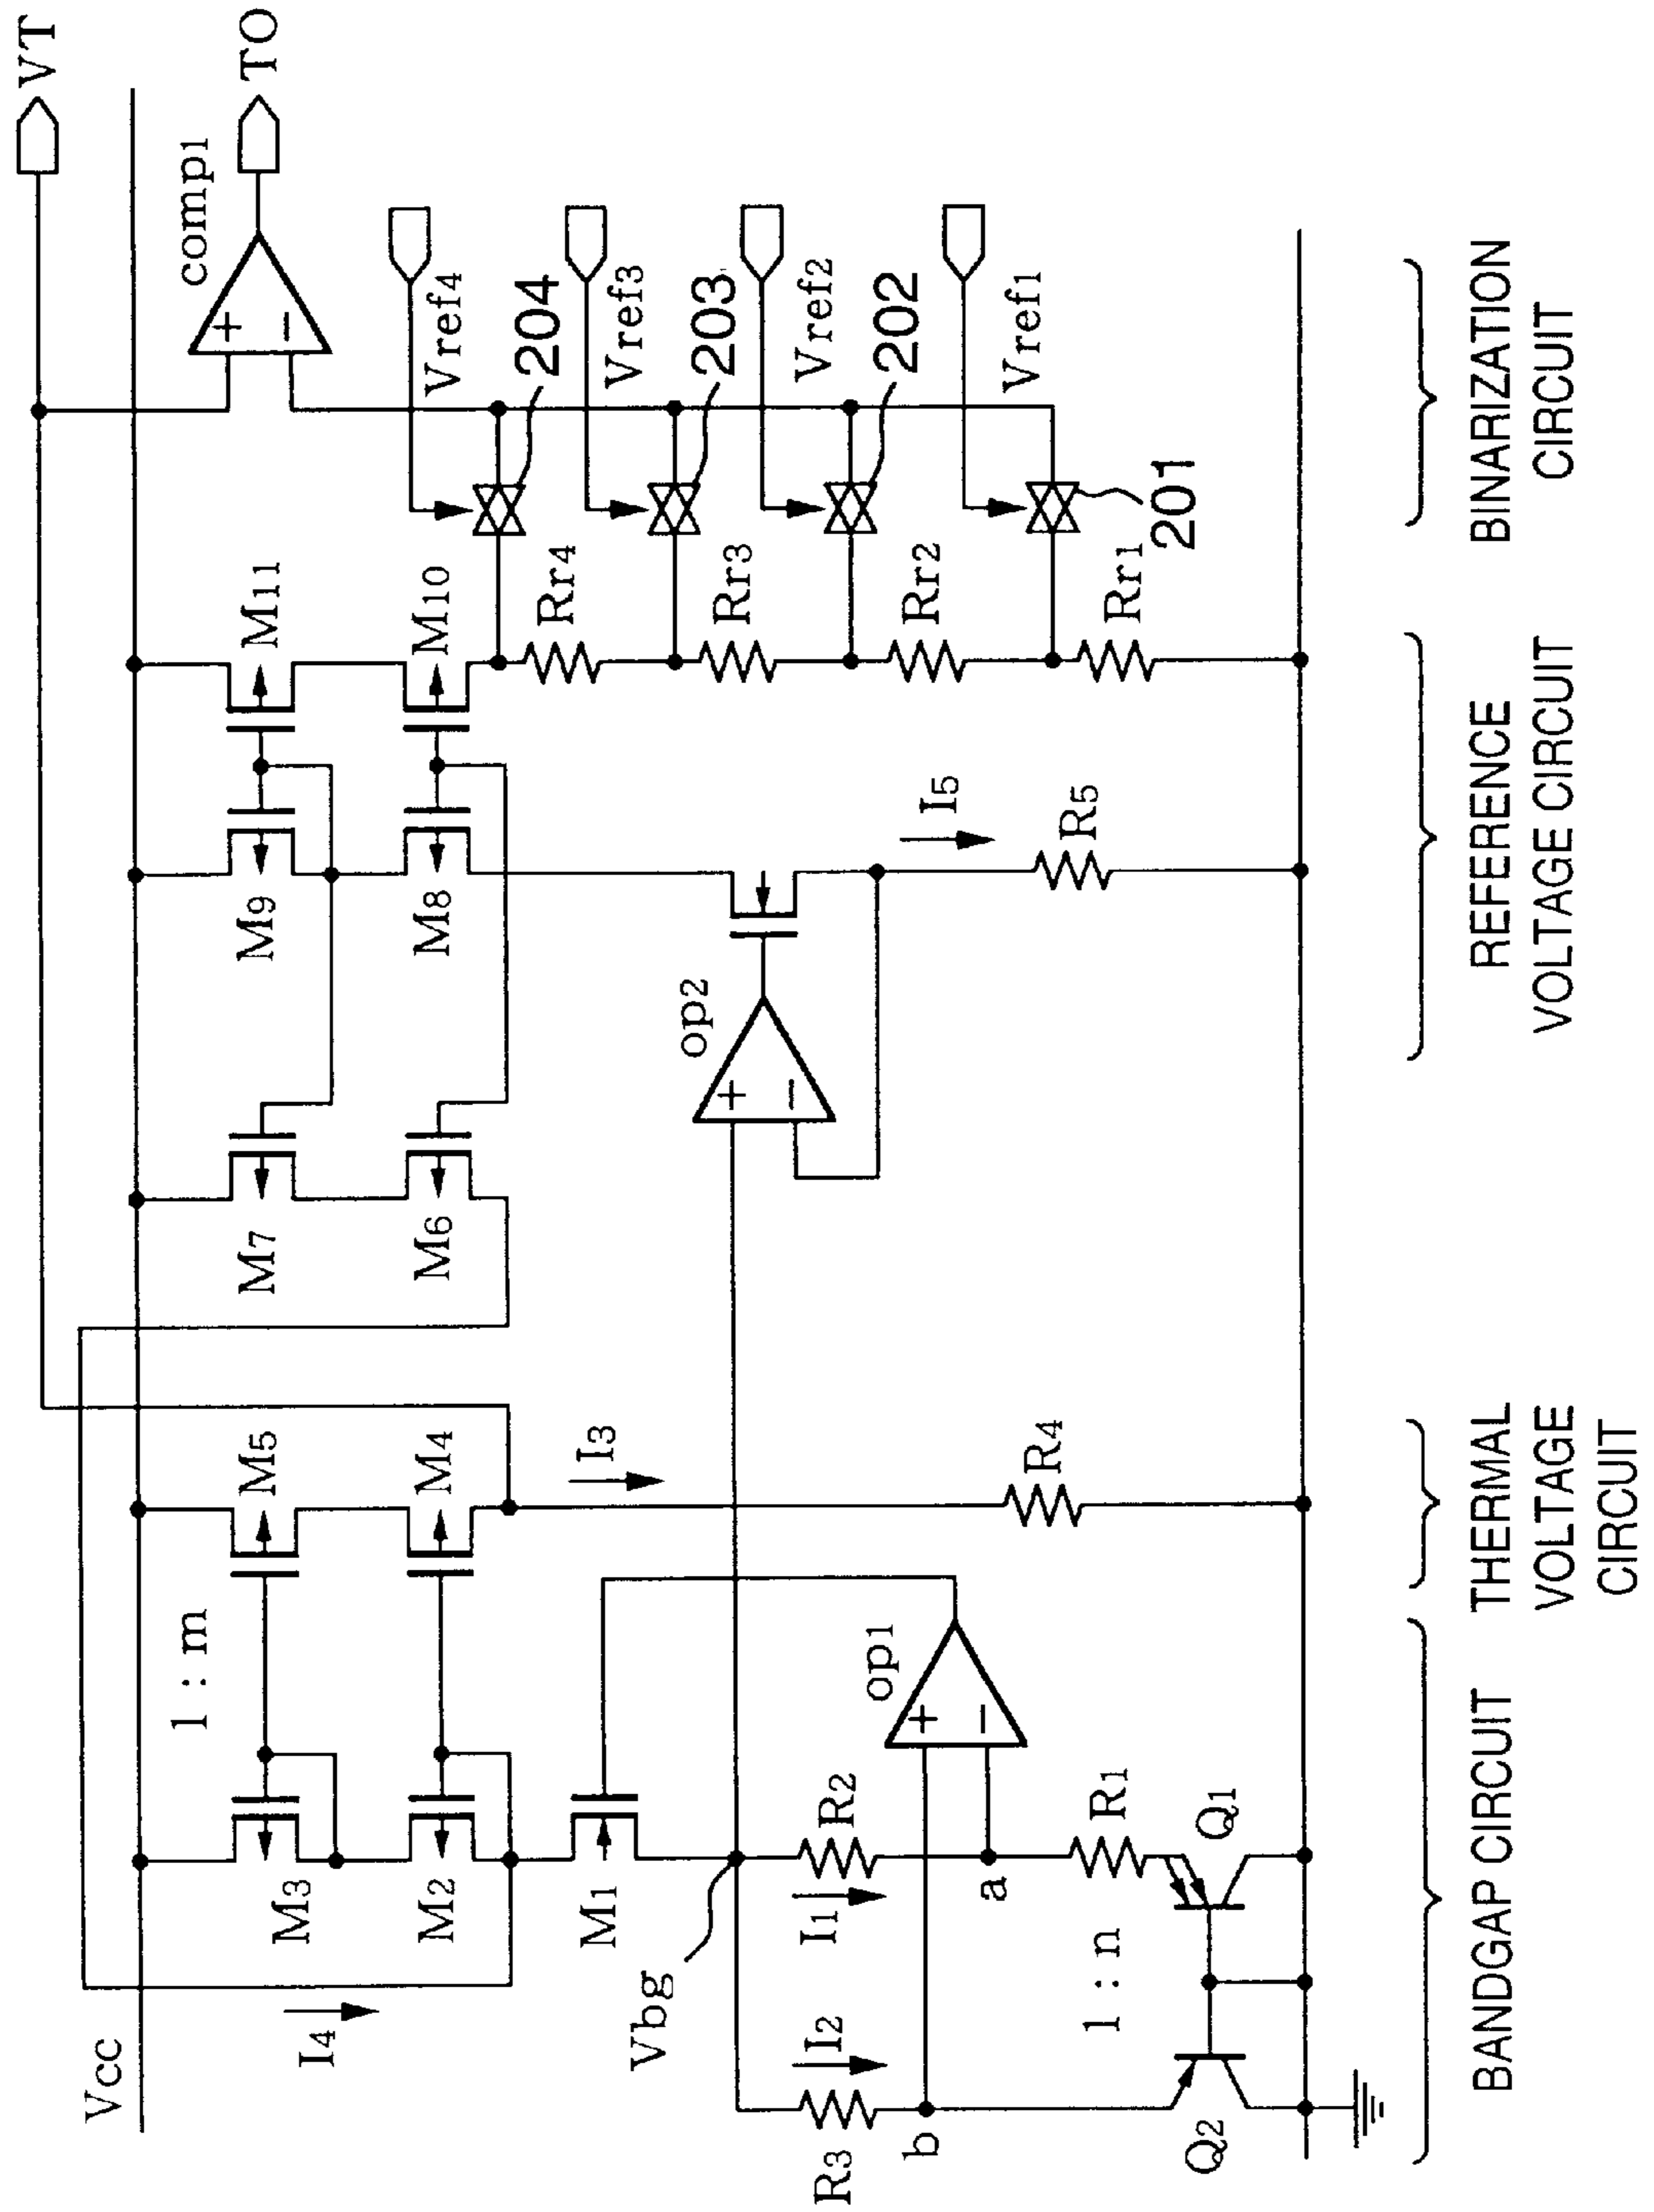 VT
TO
Vcc
comp1
M3
1 : m
M5
M7
M9
M11
I4
M2
M4
M6
M8
M10
Vref4
204
Vref3
203
Vref2
202
Vref1
201
M1
I3
op2
+
−
+
−
Vbg
I2
I1
R3
R2
op1
+
−
b
a
R4
I5
R5
Rr4
Rr3
Rr2
Rr1
R1
1 : n
Q2
Q1
BANDGAP CIRCUIT
THERMAL
VOLTAGE
CIRCUIT
REFERENCE
VOLTAGE CIRCUIT
BINARIZATION
CIRCUIT